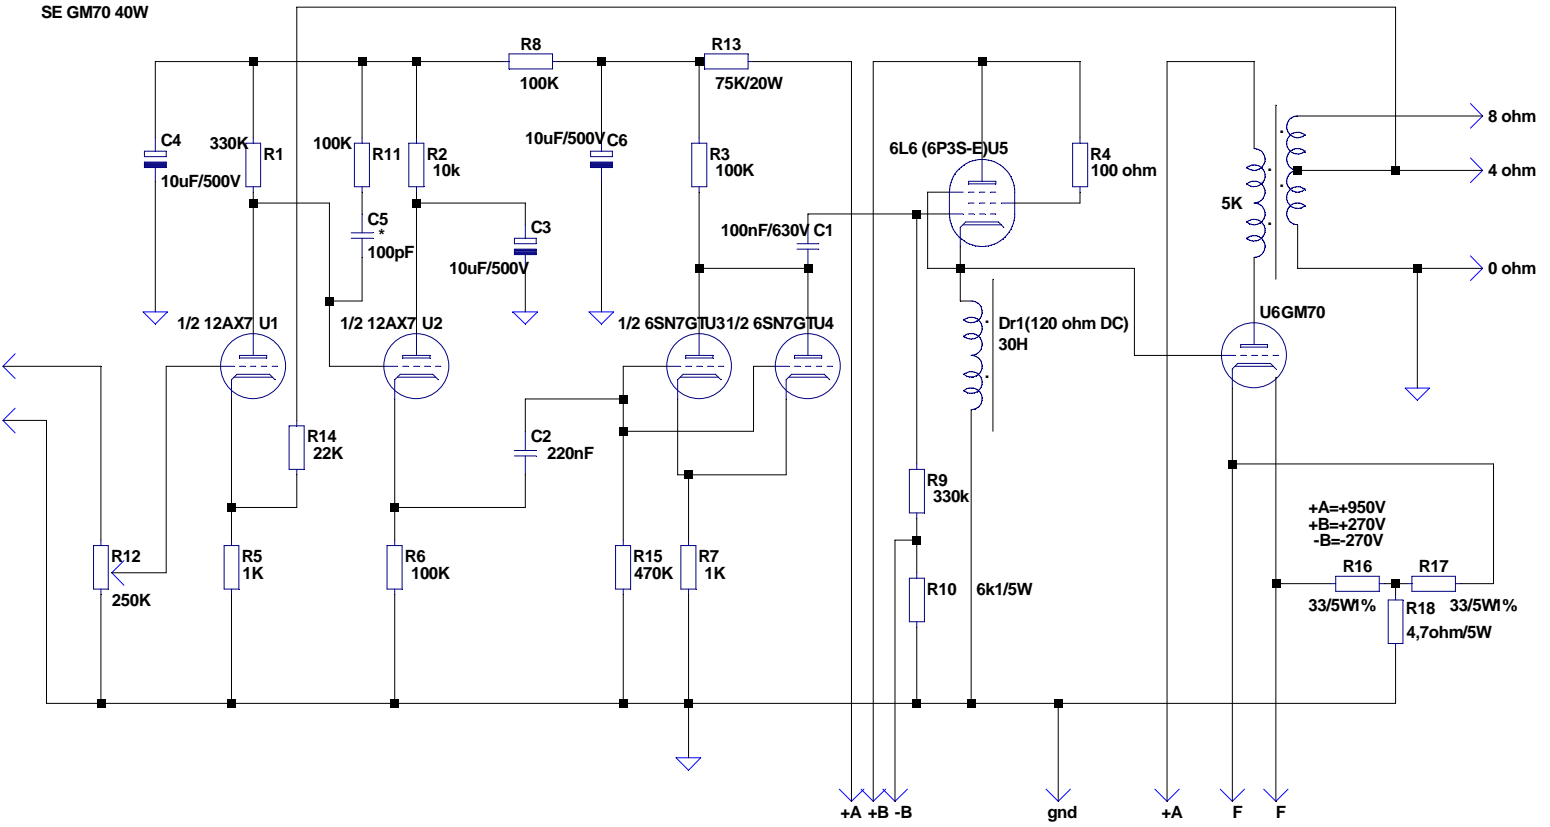 SE GM70 40W
R8
100K
R13
75K/20W
C4
10uF/500V
330K
R1
100K
R11
R2
10k
10uF/500V
C6
R3
100K
6L6 (6P3S-E)U5
R4
100 ohm
8 ohm
4 ohm
0 ohm
5K
C5
*
100pF
C3
10uF/500V
100nF/630V C1
1/2 12AX7 U1
1/2 12AX7 U2
1/2 6SN7GTU3
1/2 6SN7GTU4
Dr1(120 ohm DC)
30H
U6GM70
R14
22K
C2
220nF
R9
330k
+A=+950V
+B=+270V
-B=-270V
R12
250K
R5
1K
R6
100K
R15
470K
R7
1K
R10
6k1/5W
R16
33/5W1%
R17
33/5W1%
R18
4,7ohm/5W
+A
+B
-B
gnd
+A
F
F